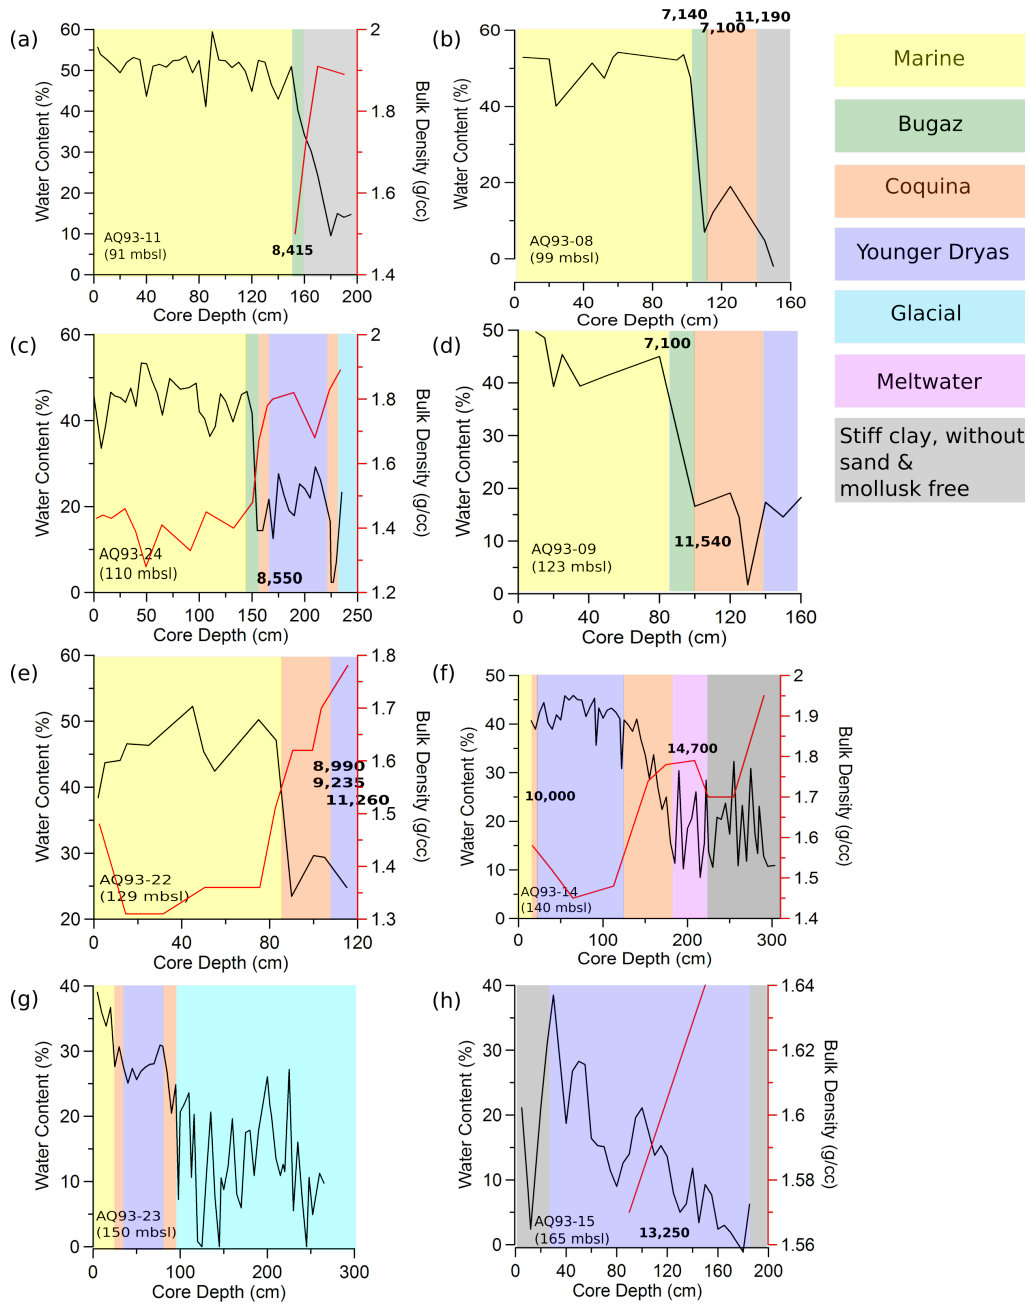 (a)
60
50
40
30
20
10
0
Water Content (%)
2
1.8
1.6
1.4
Bulk Density (g/cc)
AQ93-11
(91 mbsl)
8,415
0 40 80 120 160 200
Core Depth (cm)
(b)
7,140
7,100
11,190
60
40
20
0
Water Content (%)
AQ93-08
(99 mbsl)
0 40 80 120 160
Core Depth (cm)
Marine
Bugaz
Coquina
Younger Dryas
Glacial
Meltwater
Stiff clay, without
sand &
mollusk free
(c)
60
40
20
0
Water Content (%)
2
1.8
1.6
1.4
1.2
Bulk Density (g/cc)
AQ93-24
(110 mbsl)
8,550
0 50 100 150 200 250
Core Depth (cm)
(d)
50
40
30
20
10
0
Water Content (%)
7,100
11,540
AQ93-09
(123 mbsl)
0 40 80 120 160
Core Depth (cm)
(e)
60
50
40
30
20
Water Content (%)
1.8
1.7
1.6
1.5
1.4
1.3
Bulk Density (g/cc)
8,990
9,235
11,260
AQ93-22
(129 mbsl)
0 40 80 120
Core Depth (cm)
(f)
50
40
30
20
10
0
Water Content (%)
2
1.9
1.8
1.7
1.6
1.5
1.4
Bulk Density (g/cc)
14,700
10,000
AQ93-14
(140 mbsl)
0 100 200 300
Core Depth (cm)
(g)
40
30
20
10
0
Water Content (%)
AQ93-23
(150 mbsl)
0 100 200 300
Core Depth (cm)
(h)
40
30
20
10
0
Water Content (%)
1.64
1.62
1.6
1.58
1.56
Bulk Density (g/cc)
AQ93-15
(165 mbsl)
13,250
0 40 80 120 160 200
Core Depth (cm)